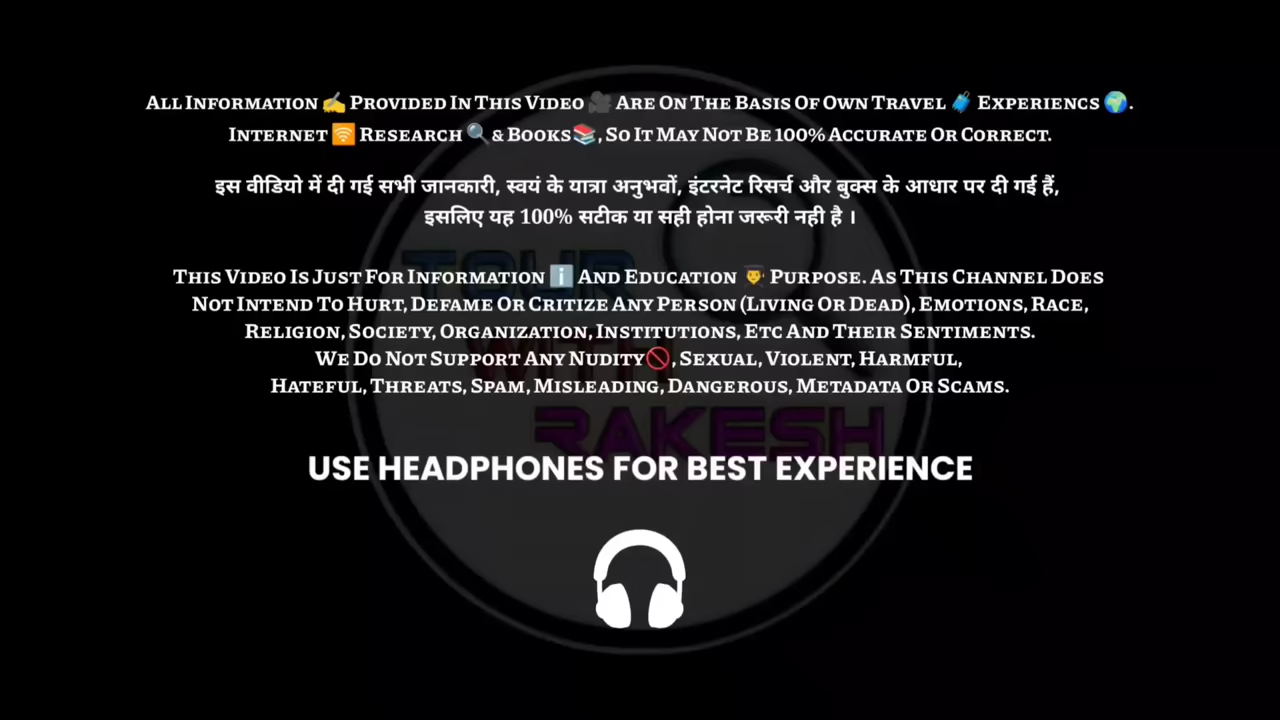 All Information ✍️ Provided In This Video 🎥 Are On The Basis Of Own Travel 🧳 Experiencs 🌍.
Internet 🛜 Research 🔍 & Books📚, So It May Not Be 100% Accurate Or Correct.
इस वीडियो में दी गई सभी जानकारी, स्वयं के यात्रा अनुभवों, इंटरनेट रिसर्च और बुक्स के आधार पर दी गई हैं,
इसलिए यह 100% सटीक या सही होना जरूरी नही है ।
This Video Is Just For Information ℹ️ And Education 👨‍🎓 Purpose. As This Channel Does
Not Intend To Hurt, Defame Or Critize Any Person (Living Or Dead), Emotions, Race,
Religion, Society, Organization, Institutions, Etc And Their Sentiments.
We Do Not Support Any Nudity🚫, Sexual, Violent, Harmful,
Hateful, Threats, Spam, Misleading, Dangerous, Metadata Or Scams.
TOUR
WITH
RAKESH
USE HEADPHONES FOR BEST EXPERIENCE